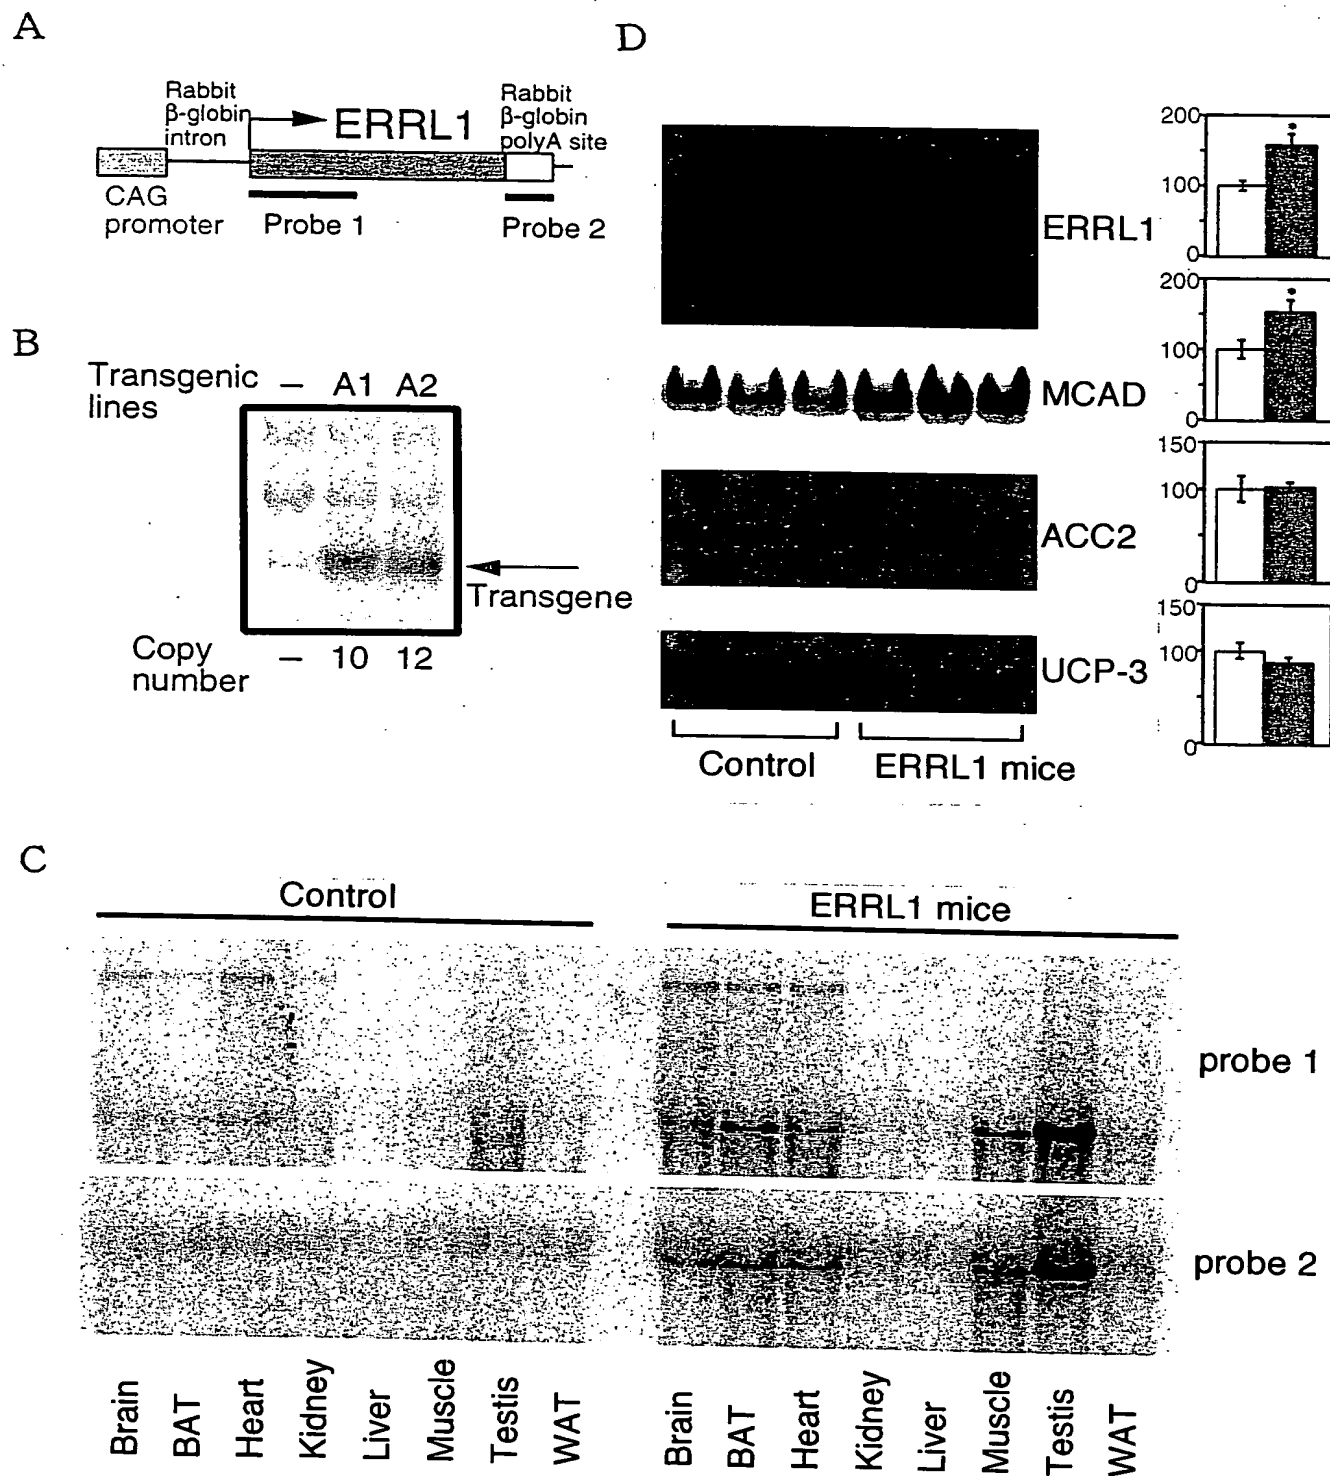 A
Rabbit
β-globin
intron
ERRL1
Rabbit
β-globin
polyA site
CAG
promoter
Probe 1
Probe 2
B
Transgenic
lines
– A1 A2
Transgene
Copy
number
– 10 12
D
ERRL1
200
100
0
*
MCAD
200
100
0
*
ACC2
150
100
0
UCP-3
150
100
0
Control
ERRL1 mice
C
Control
ERRL1 mice
probe 1
probe 2
Brain
BAT
Heart
Kidney
Liver
Muscle
Testis
WAT
Brain
BAT
Heart
Kidney
Liver
Muscle
Testis
WAT